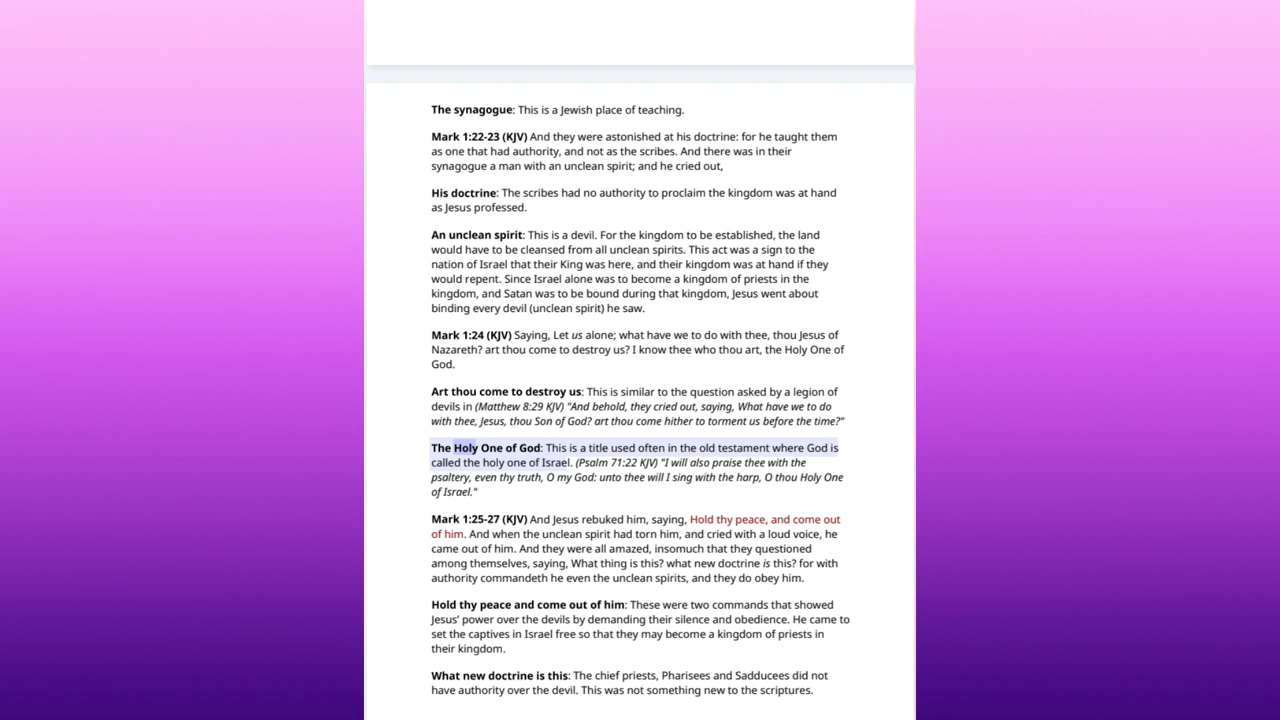 The synagogue: This is a Jewish place of teaching.
Mark 1:22-23 (KJV) And they were astonished at his doctrine: for he taught them
as one that had authority, and not as the scribes. And there was in their
synagogue a man with an unclean spirit; and he cried out,
His doctrine: The scribes had no authority to proclaim the kingdom was at hand
as Jesus professed.
An unclean spirit: This is a devil. For the kingdom to be established, the land
would have to be cleansed from all unclean spirits. This act was a sign to the
nation of Israel that their King was here, and their kingdom was at hand if they
would repent. Since Israel alone was to become a kingdom of priests in the
kingdom, and Satan was to be bound during that kingdom, Jesus went about
binding every devil (unclean spirit) he saw.
Mark 1:24 (KJV) Saying, Let us alone; what have we to do with thee, thou Jesus of
Nazareth? art thou come to destroy us? I know thee who thou art, the Holy One of
God.
Art thou come to destroy us: This is similar to the question asked by a legion of
devils in (Matthew 8:29 KJV) "And behold, they cried out, saying, What have we to do
with thee, Jesus, thou Son of God? art thou come hither to torment us before the time?"
The Holy One of God: This is a title used often in the old testament where God is
called the holy one of Israel. (Psalm 71:22 KJV) "I will also praise thee with the
psaltery, even thy truth, O my God: unto thee will I sing with the harp, O thou Holy One
of Israel."
Mark 1:25-27 (KJV) And Jesus rebuked him, saying, Hold thy peace, and come out
of him. And when the unclean spirit had torn him, and cried with a loud voice, he
came out of him. And they were all amazed, insomuch that they questioned
among themselves, saying, What thing is this? what new doctrine is this? for with
authority commandeth he even the unclean spirits, and they do obey him.
Hold thy peace and come out of him: These were two commands that showed
Jesus' power over the devils by demanding their silence and obedience. He came to
set the captives in Israel free so that they may become a kingdom of priests in
their kingdom.
What new doctrine is this: The chief priests, Pharisees and Sadducees did not
have authority over the devil. This was not something new to the scriptures.